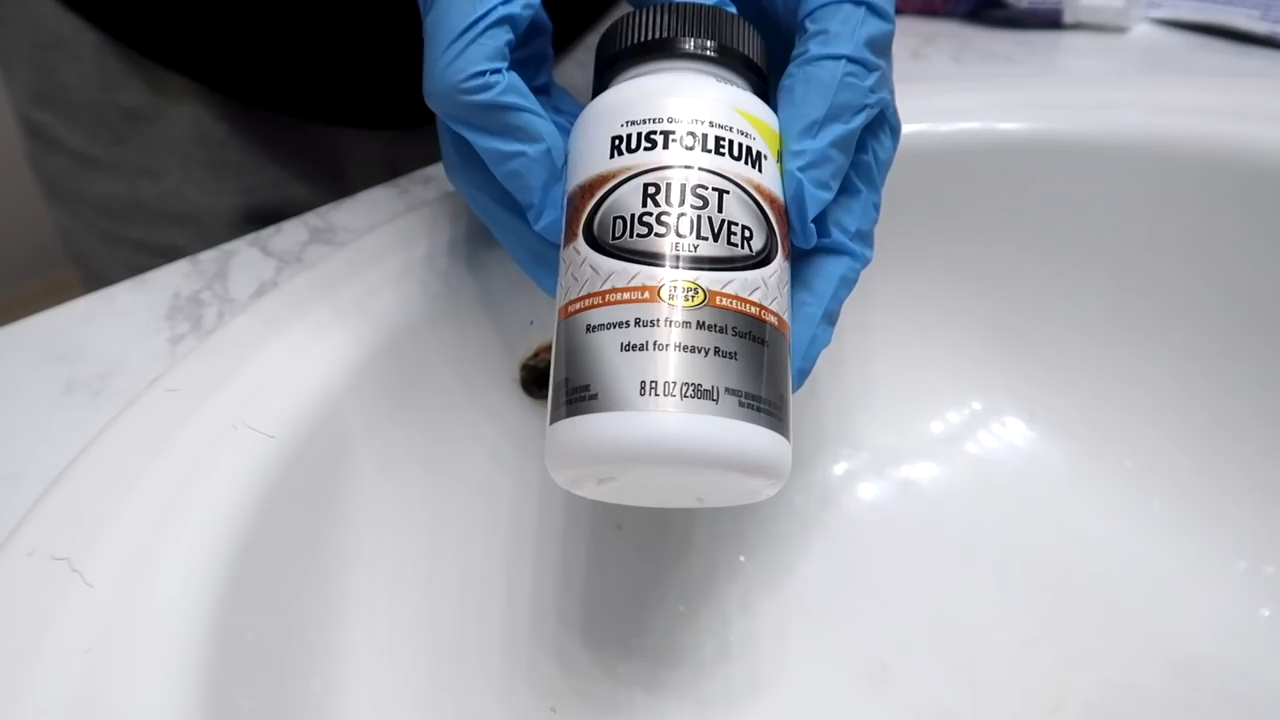 •TRUSTED QUALITY SINCE 1921•
RUST-OLEUM®
RUST
DISSOLVER
JELLY
STOPS
RUST
POWERFUL FORMULA
EXCELLENT CLING
Removes Rust from Metal Surfaces
Ideal for Heavy Rust
8 FL OZ (236mL)